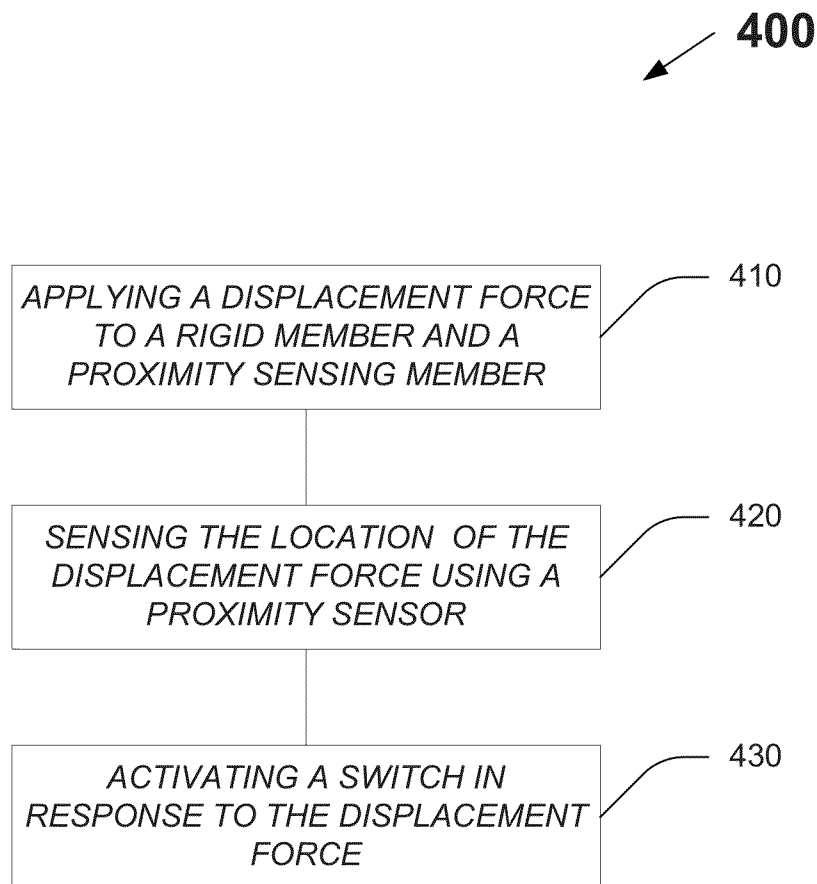 400
APPLYING A DISPLACEMENT FORCE
TO A RIGID MEMBER AND A
PROXIMITY SENSING MEMBER
410
SENSING THE LOCATION OF THE
DISPLACEMENT FORCE USING A
PROXIMITY SENSOR
420
ACTIVATING A SWITCH IN
RESPONSE TO THE DISPLACEMENT
FORCE
430